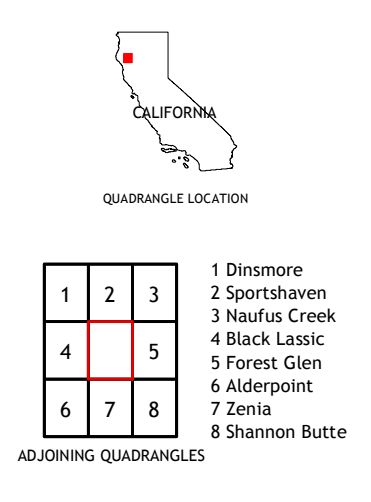 CALIFORNIA
QUADRANGLE LOCATION
1 2 3
4 5
6 7 8
1 Dinsmore
2 Sportshaven
3 Naufus Creek
4 Black Lassic
5 Forest Glen
6 Alderpoint
7 Zenia
8 Shannon Butte
ADJOINING QUADRANGLES